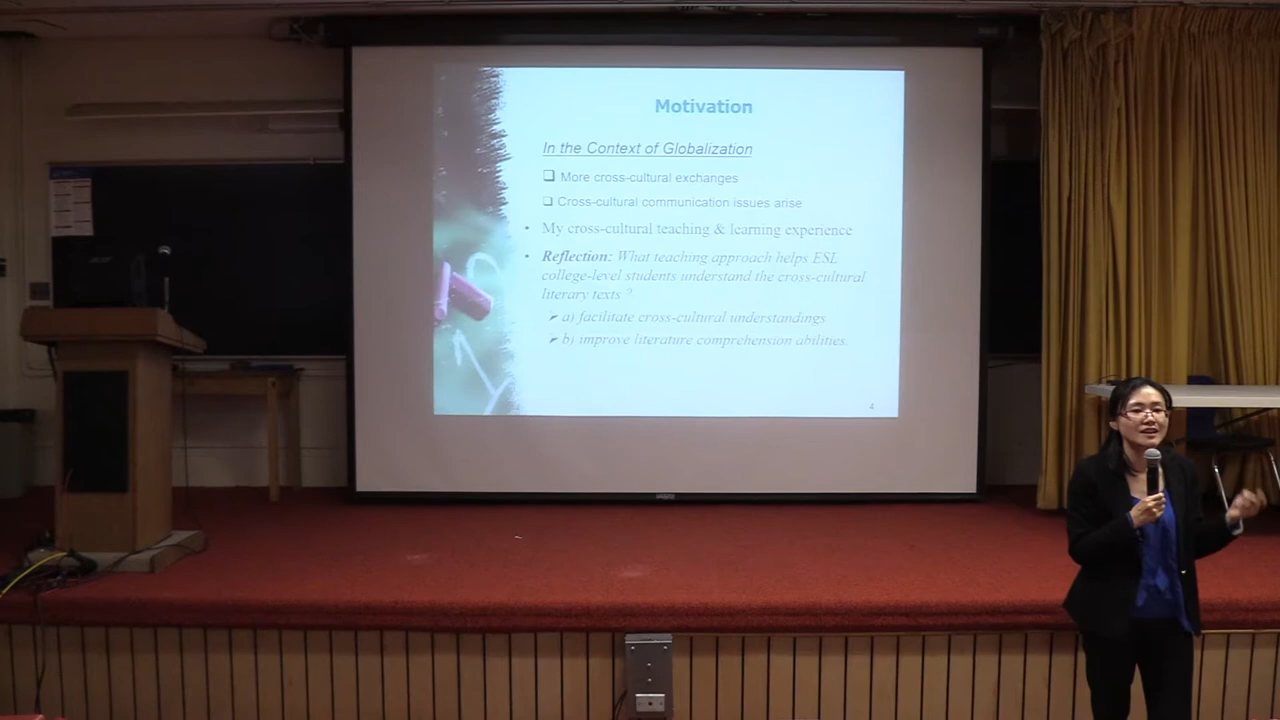 Motivation
In the Context of Globalization
More cross-cultural exchanges
Cross-cultural communication issues arise
• My cross-cultural teaching & learning experience
• Reflection: What teaching approach helps ESL
college-level students understand the cross-cultural
literary texts ?
a) facilitate cross-cultural understandings
b) improve literature comprehension abilities.
4